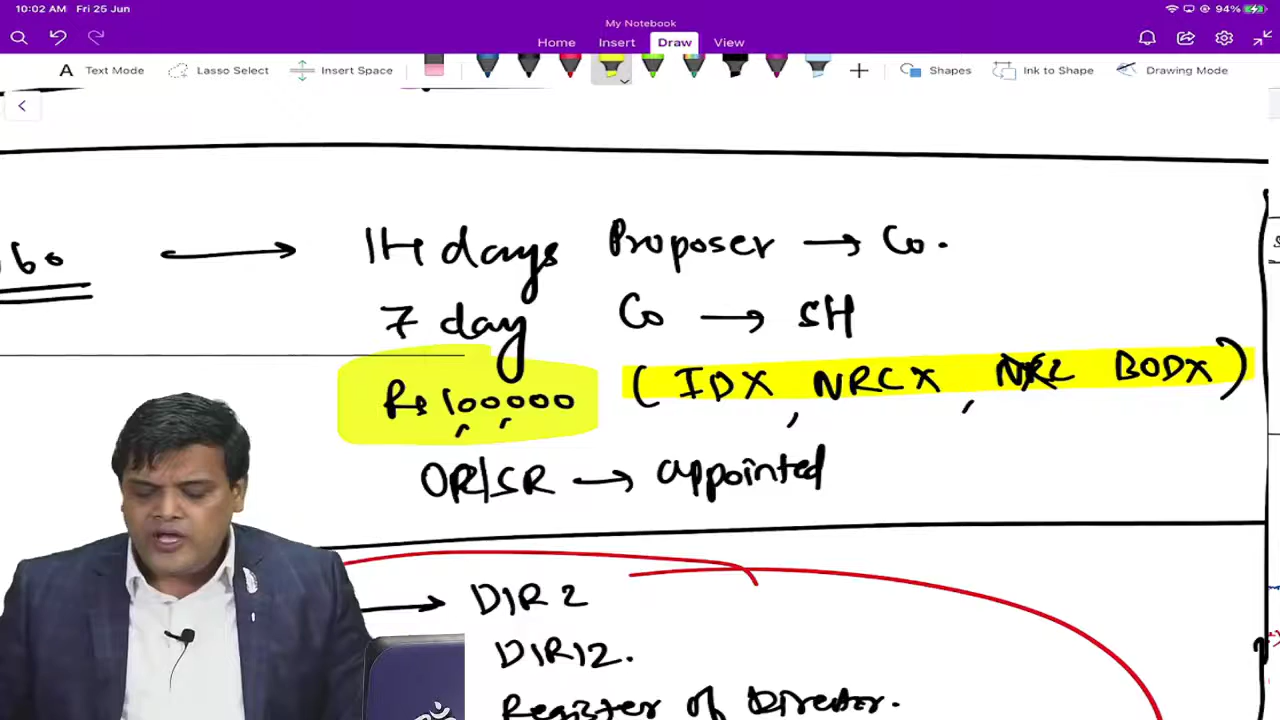 10:02 AM Fri 25 Jun 94%
My Notebook
Home Insert Draw View
A Text Mode Lasso Select Insert Space Shapes Ink to Shape Drawing Mode
160 → 14 days Proposer → Co.
7 day Co → SH
Rs 100000 (IDX, NRCX, BODX)
OR/SR → appointed
→ DIR 2
DIR12.
Register of Director.